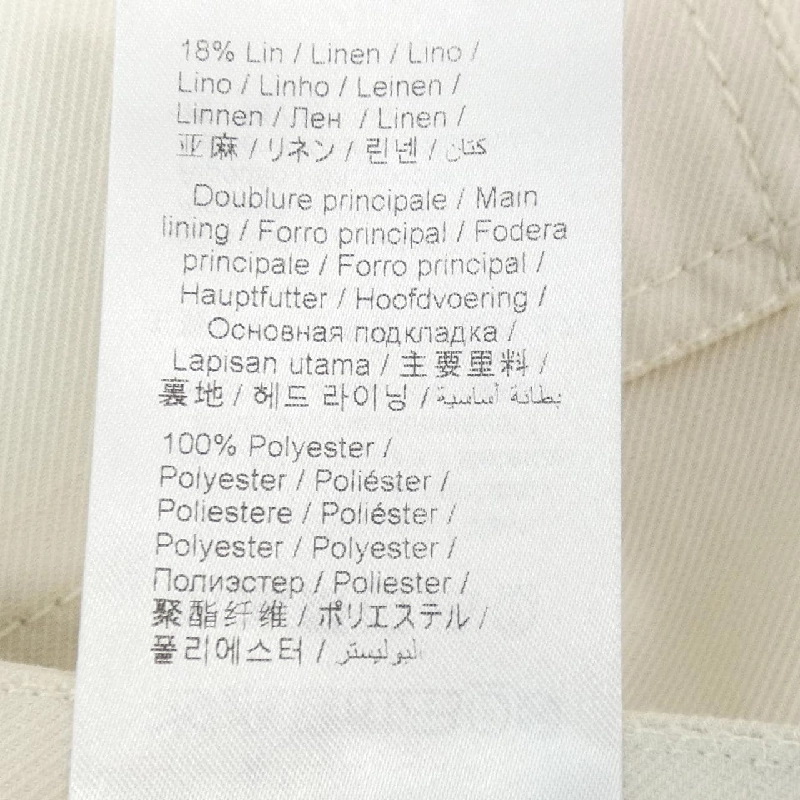 18% Lin / Linen / Lino /
Lino / Linho / Leinen /
Linnen / Лен / Linen /
亚麻 / リネン / 린넨 / كتان
Doublure principale / Main
lining / Forro principal / Fodera
principale / Forro principal /
Hauptfutter / Hoofdvoering /
Основная подкладка /
Lapisan utama / 主要里料 /
裏地 / 헤드 라이닝 / بطانة أساسية
100% Polyester /
Polyester / Poliéster /
Poliestere / Poliéster /
Polyester / Polyester /
Полиэстер / Poliester /
聚酯纤维 / ポリエステル /
폴리에스터 / البوليستر